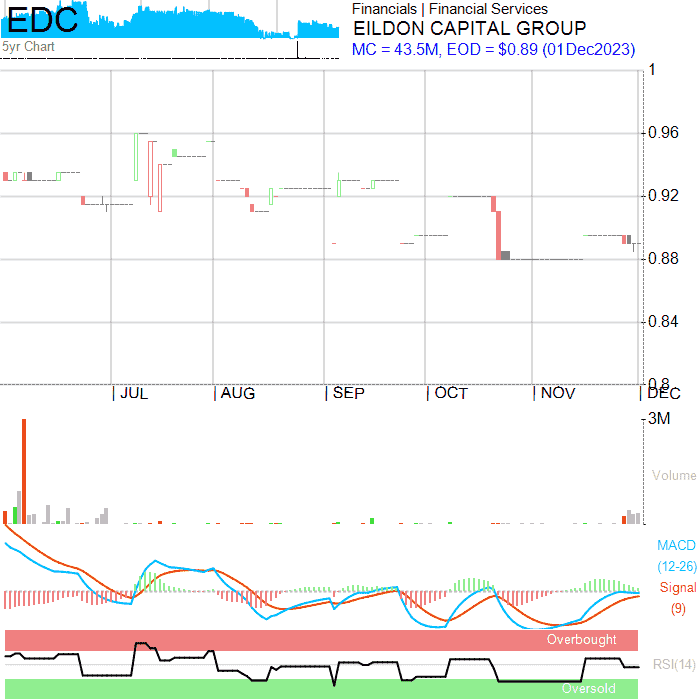 EDC
5yr Chart
Financials | Financial Services
EILDON CAPITAL GROUP
MC = 43.5M, EOD = $0.89 (01Dec2023)
1
0.96
0.92
0.88
0.84
0.8
JUL AUG SEP OCT NOV DEC
3M
Volume
MACD
(12-26)
Signal
(9)
Overbought
RSI(14)
Oversold